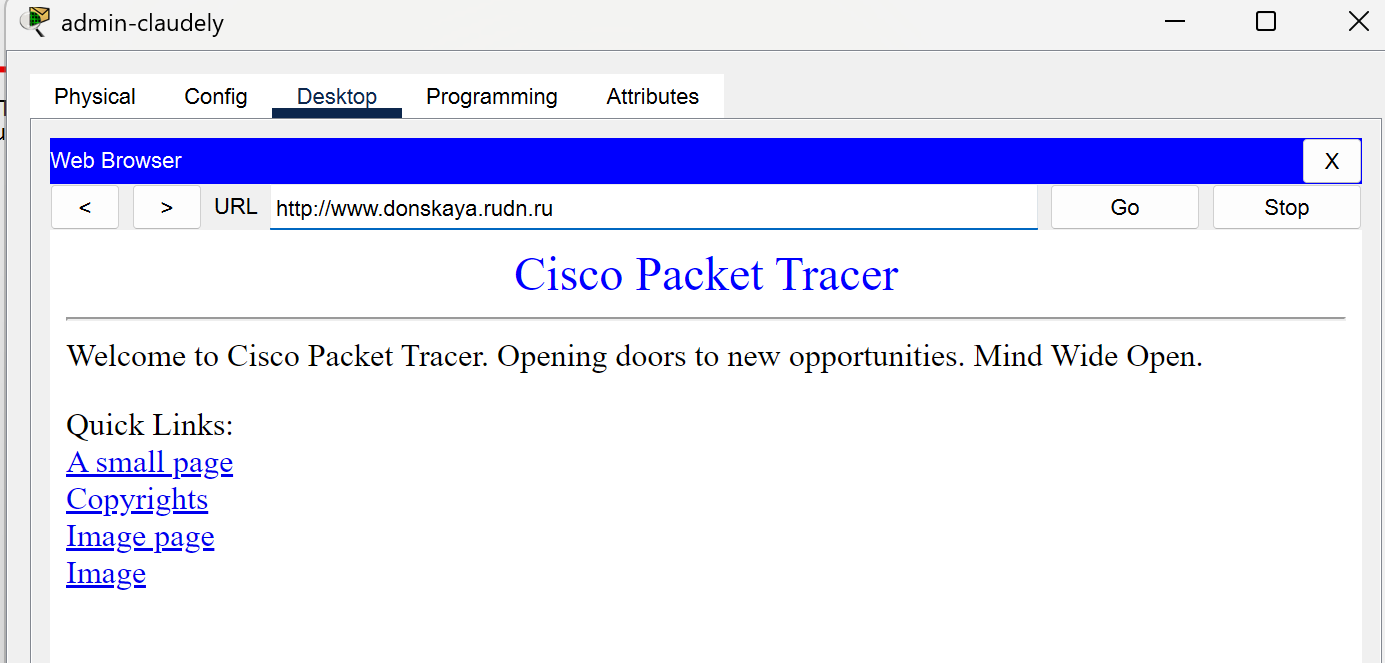 admin-claudely
Physical Config Desktop Programming Attributes
Web Browser X
< > URL http://www.donskaya.rudn.ru Go Stop
Cisco Packet Tracer
Welcome to Cisco Packet Tracer. Opening doors to new opportunities. Mind Wide Open.
Quick Links:
A small page
Copyrights
Image page
Image